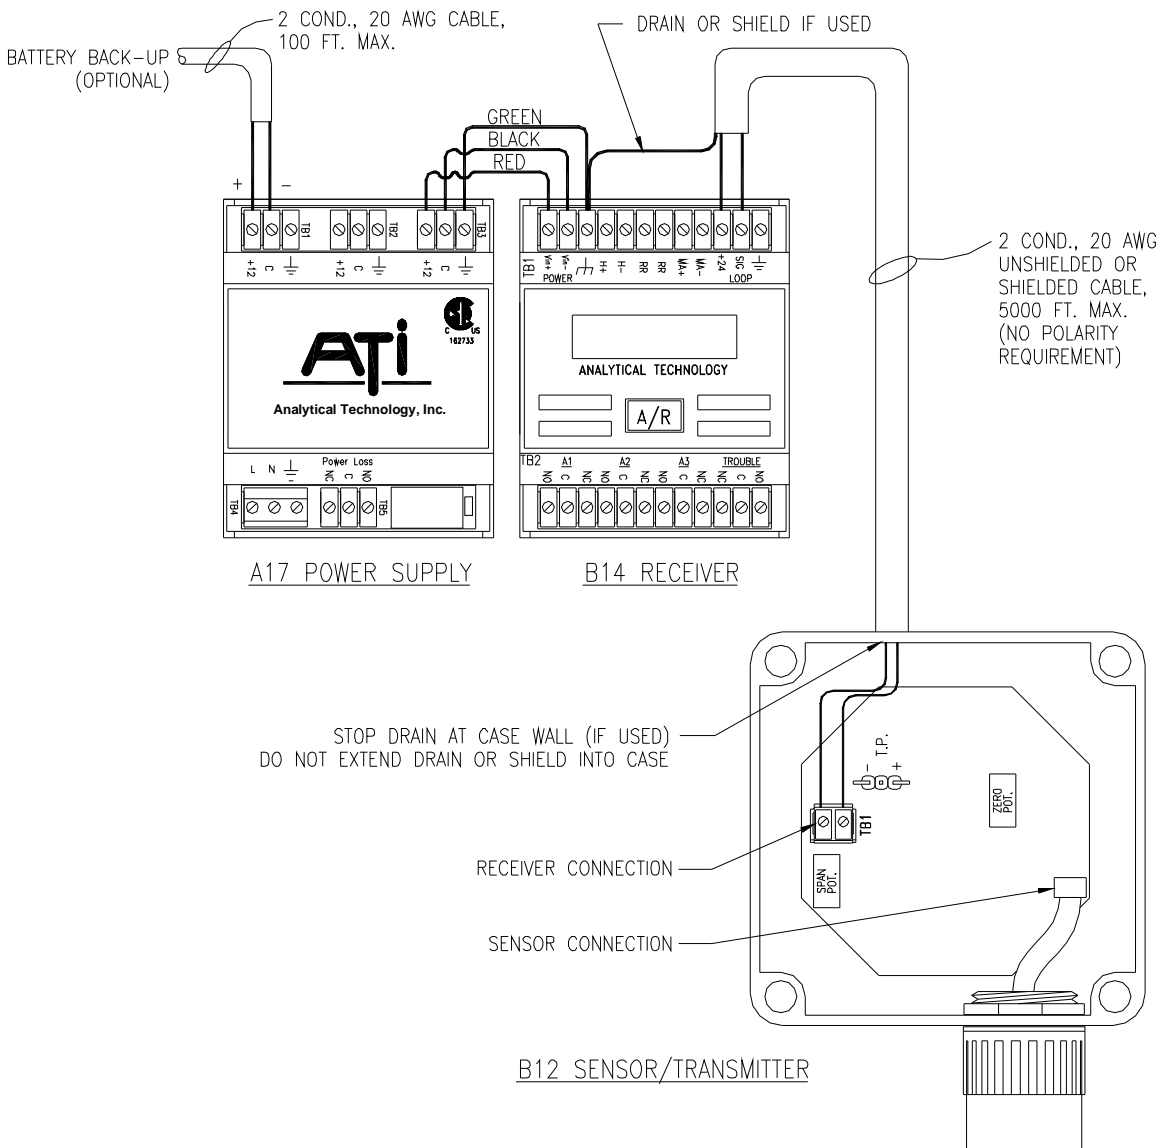 2 COND., 20 AWG CABLE,
100 FT. MAX.
DRAIN OR SHIELD IF USED
BATTERY BACK-UP
(OPTIONAL)
GREEN
BLACK
RED
+ -
TB1
TB2
TB3
+12 C
+12 C
+12 C
TB1
Vin+ Vin- H+ H- RR RR MA+ MA- +24 SIG
POWER
LOOP
2 COND., 20 AWG
UNSHIELDED OR
SHIELDED CABLE,
5000 FT. MAX.
(NO POLARITY
REQUIREMENT)
C US
162733
ATi
Analytical Technology, Inc.
ANALYTICAL TECHNOLOGY
A/R
L N
Power Loss
NC C NO
TB4
TB5
TB2
A1 A2 A3 TROUBLE
NO C NC NO C NC NO C NC NC C NO
A17 POWER SUPPLY
B14 RECEIVER
STOP DRAIN AT CASE WALL (IF USED)
DO NOT EXTEND DRAIN OR SHIELD INTO CASE
- T.P. +
ZERO
POT.
TB1
RECEIVER CONNECTION
SPAN
POT.
SENSOR CONNECTION
B12 SENSOR/TRANSMITTER